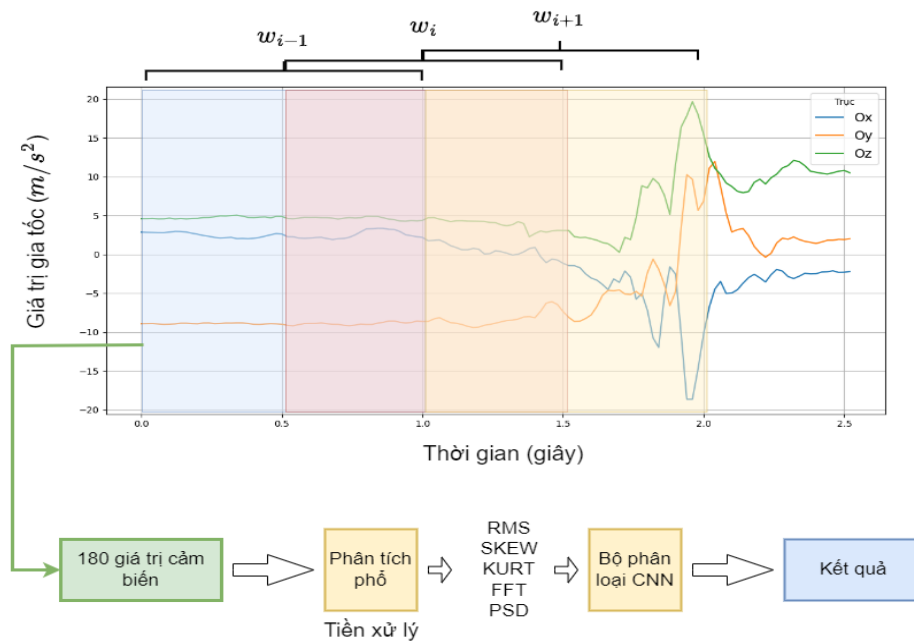 w_{i-1}
w_i
w_{i+1}
Giá trị gia tốc (m/s^2)
20
15
10
5
0
−5
−10
−15
−20
Trục
Ox
Oy
Oz
0.0 0.5 1.0 1.5 2.0 2.5
Thời gian (giây)
180 giá trị cảm
biến
Phân tích
phổ
Tiền xử lý
RMS
SKEW
KURT
FFT
PSD
Bộ phân
loại CNN
Kết quả